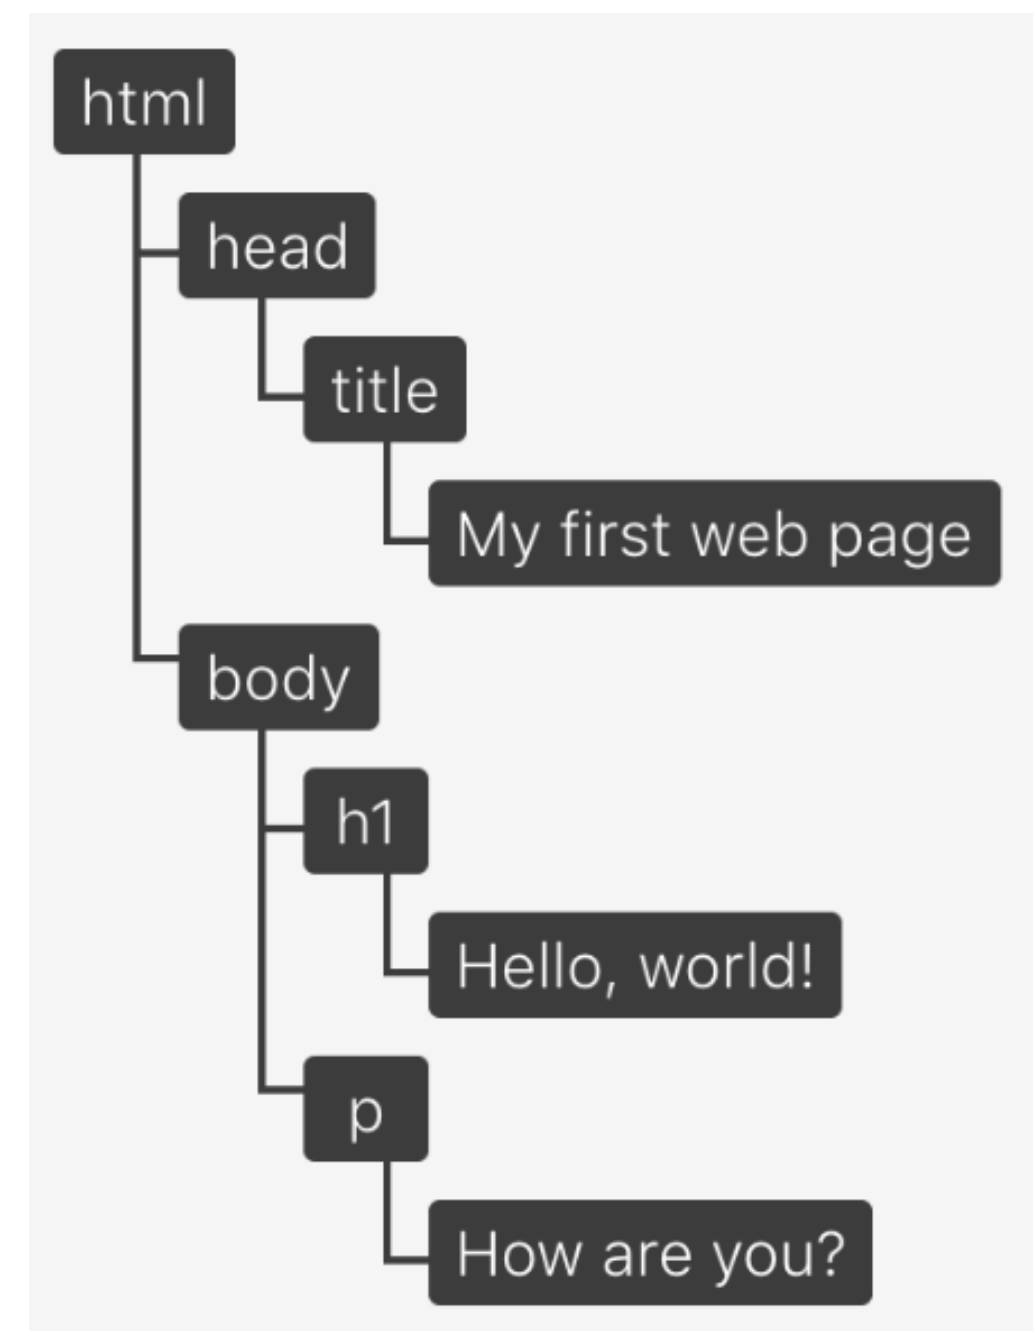 html
head
title
My first web page
body
h1
Hello, world!
p
How are you?